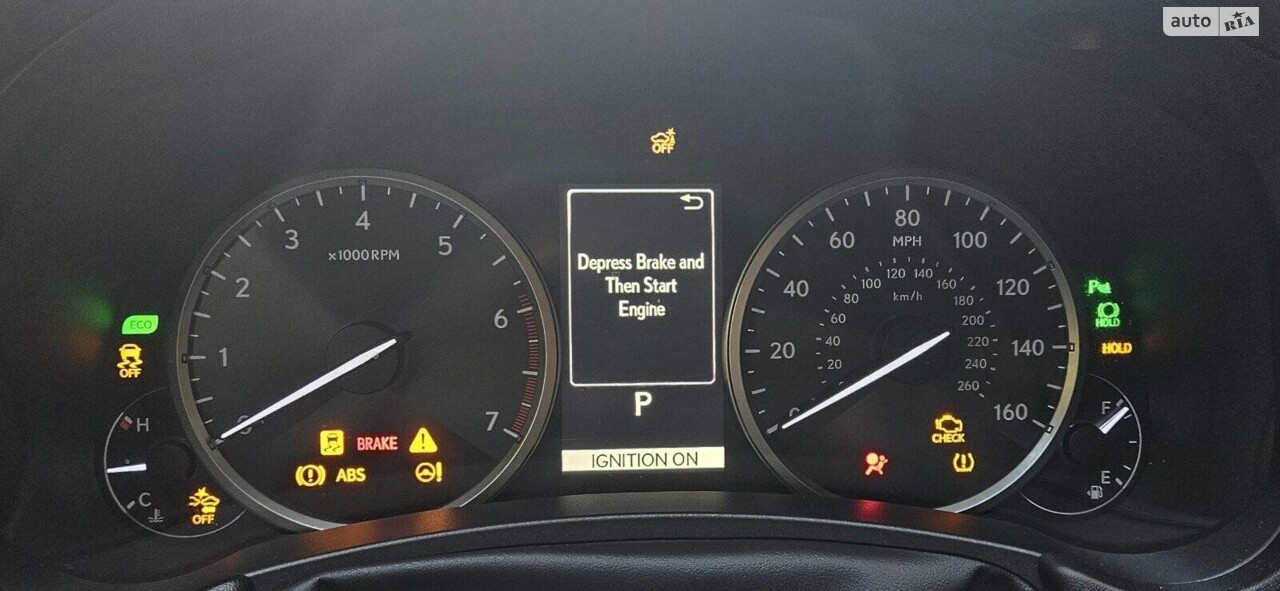 auto RIA
OFF
4
3
5
x1000 RPM
2
6
1
7
ECO
OFF
H
C
OFF
BRAKE
ABS
Depress Brake and
Then Start
Engine
P
IGNITION ON
80
60
MPH
100
40
120
20
140
160
120 140
100
160
80
km/h
180
60
200
40
220
20
240
260
CHECK
P
HOLD
HOLD
F
E